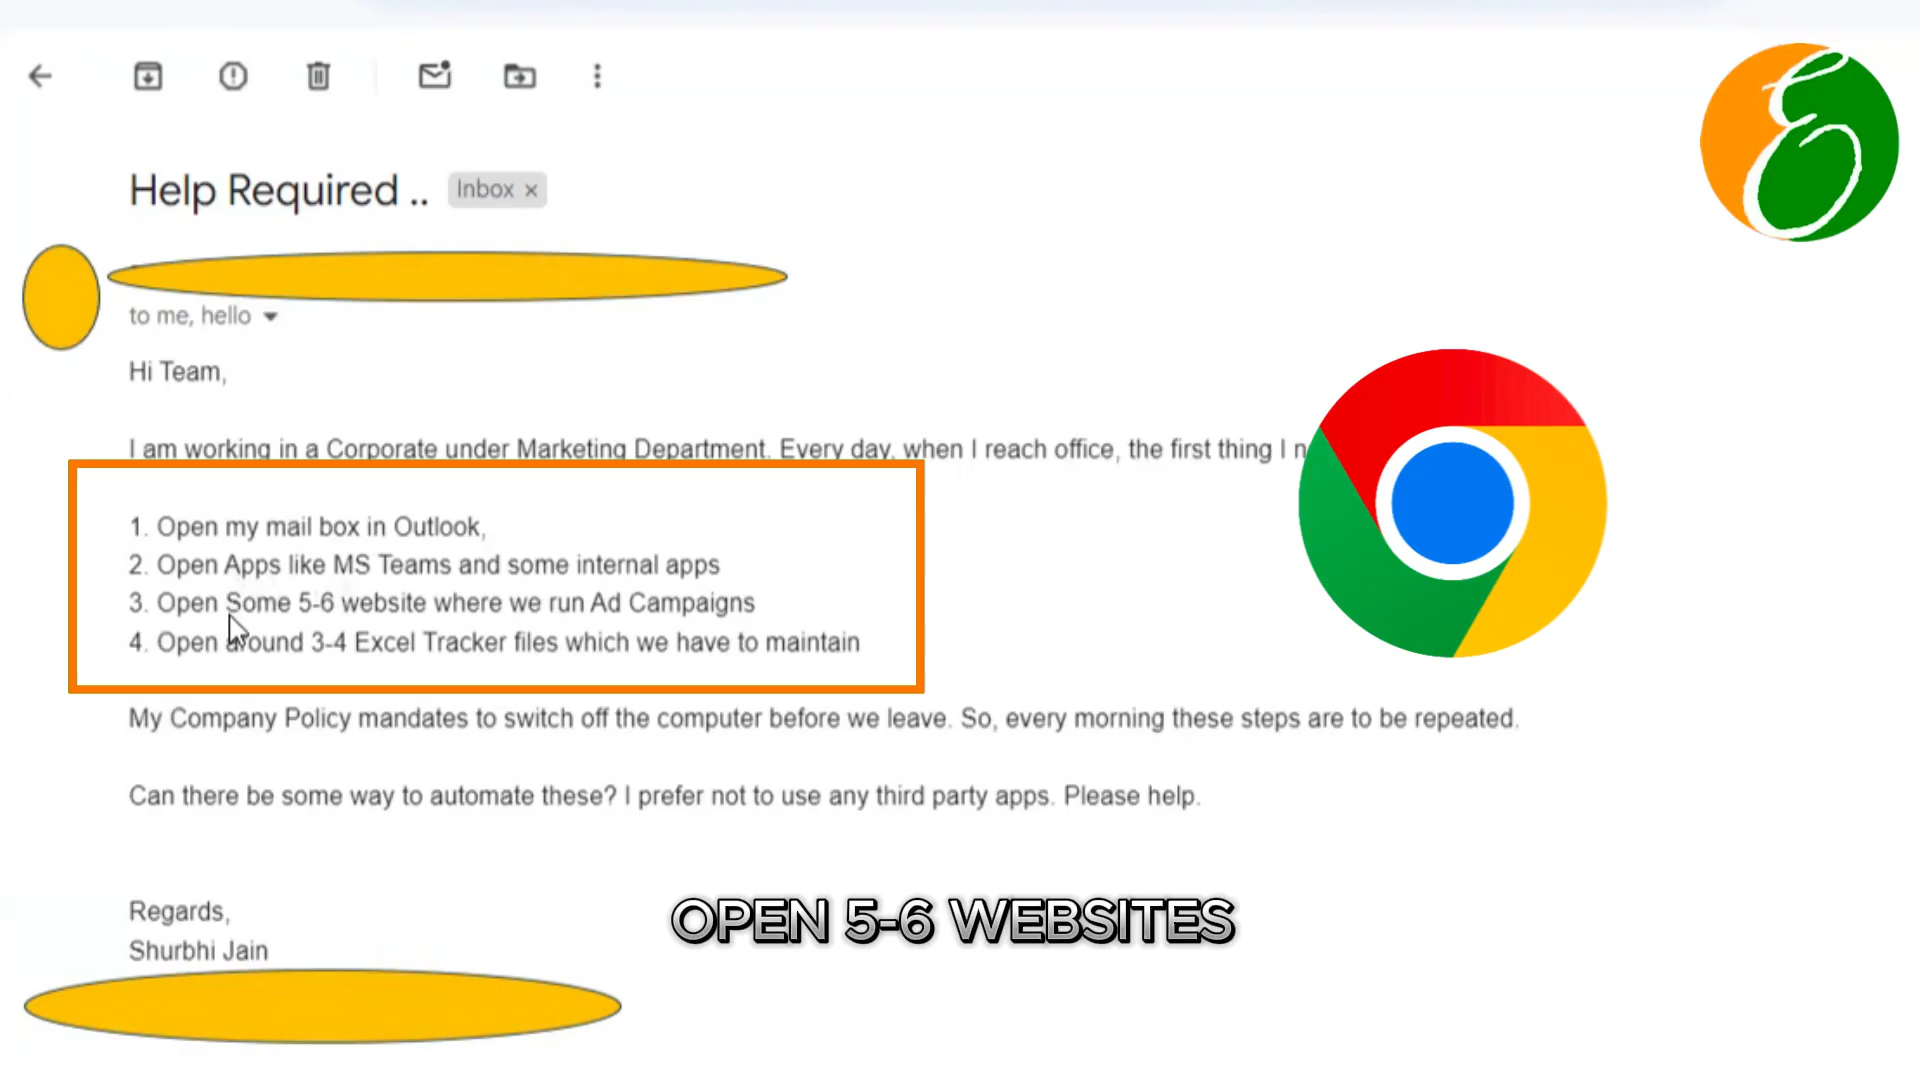 Help Required ..
Inbox ×
to me, hello
Hi Team,
I am working in a Corporate under Marketing Department. Every day, when I reach office, the first thing I n
1. Open my mail box in Outlook,
2. Open Apps like MS Teams and some internal apps
3. Open Some 5-6 website where we run Ad Campaigns
4. Open around 3-4 Excel Tracker files which we have to maintain
My Company Policy mandates to switch off the computer before we leave. So, every morning these steps are to be repeated.
Can there be some way to automate these? I prefer not to use any third party apps. Please help.
Regards,
Shurbhi Jain
OPEN 5-6 WEBSITES